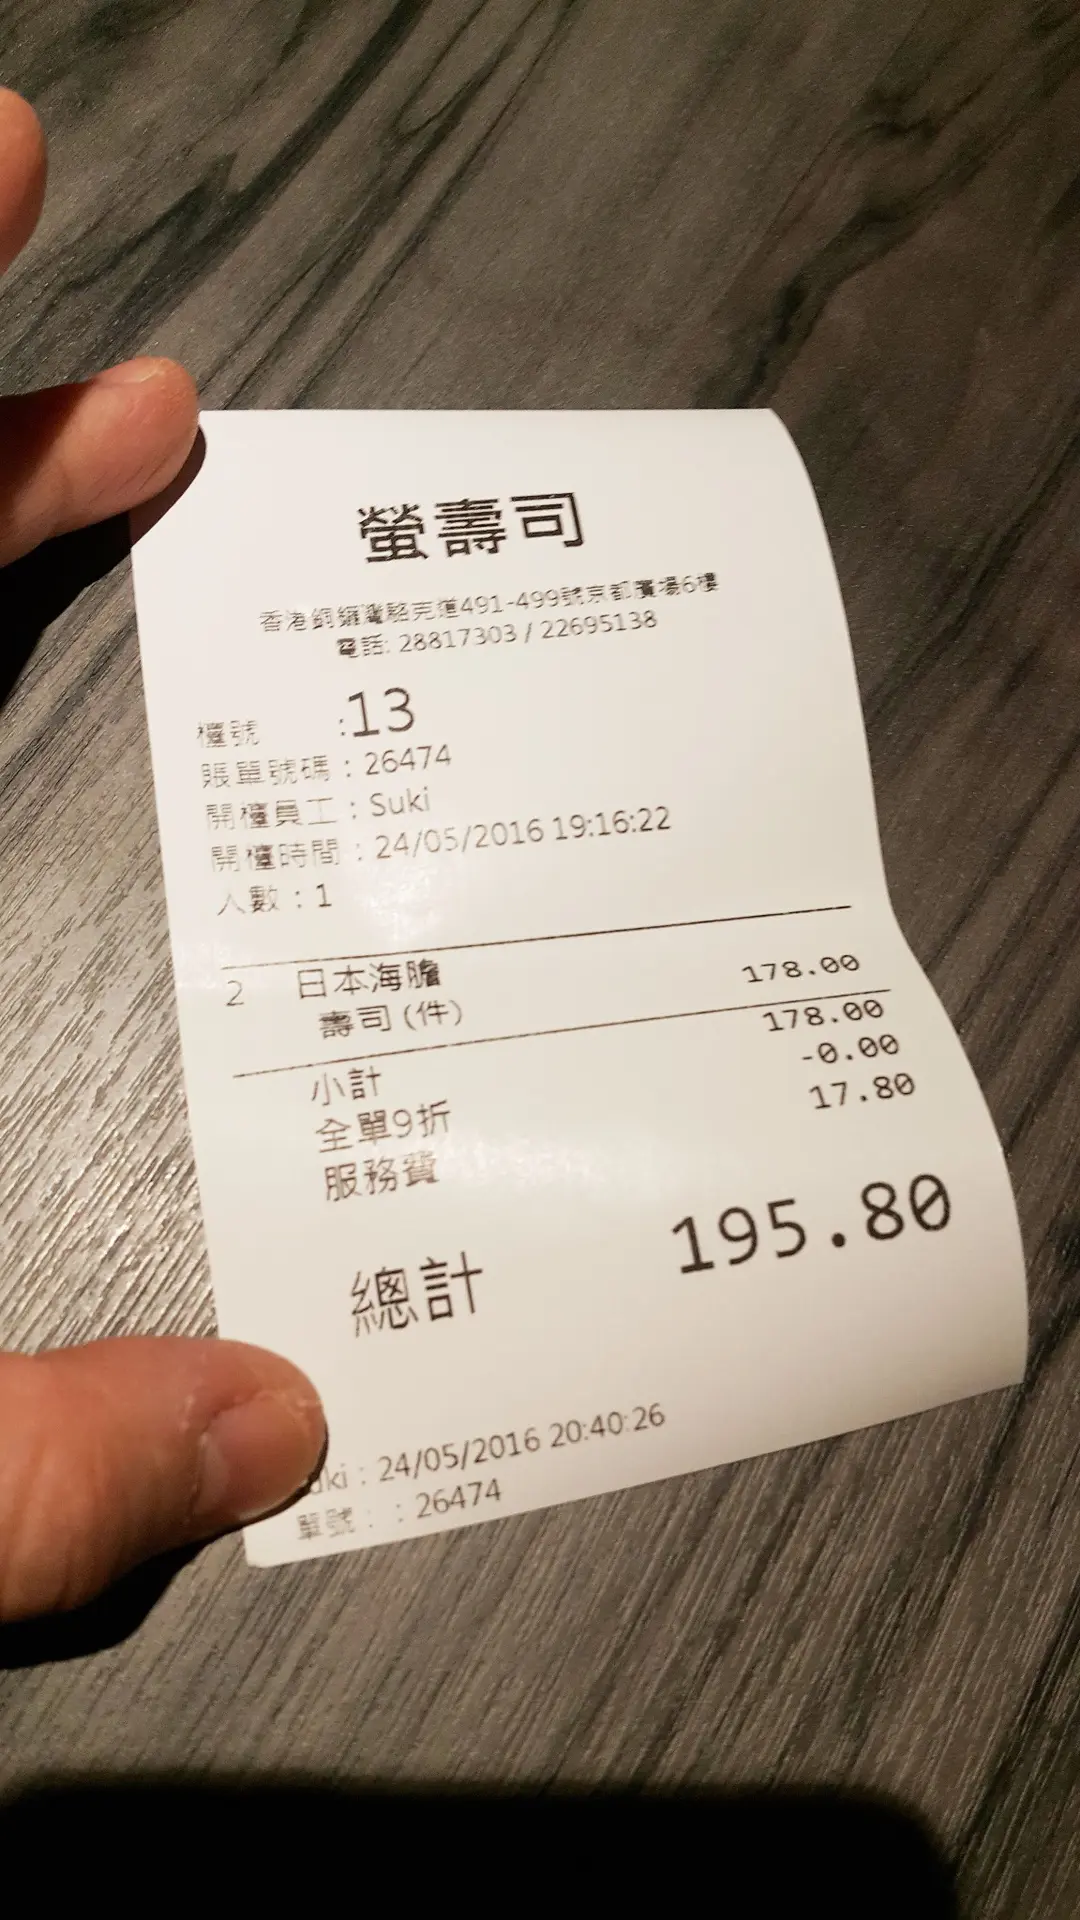 螢壽司
香港銅鑼灣駱克道491-499號京都廣場6樓
電話: 28817303 / 22695138
檯號 :13
賬單號碼 : 26474
開檯員工 : Suki
開檯時間 : 24/05/2016 19:16:22
人數 : 1
2 日本海膽 178.00
壽司 (件)
小計 178.00
全單9折 -0.00
服務費 17.80
總計 195.80
uki : 24/05/2016 20:40:26
單號 : : 26474